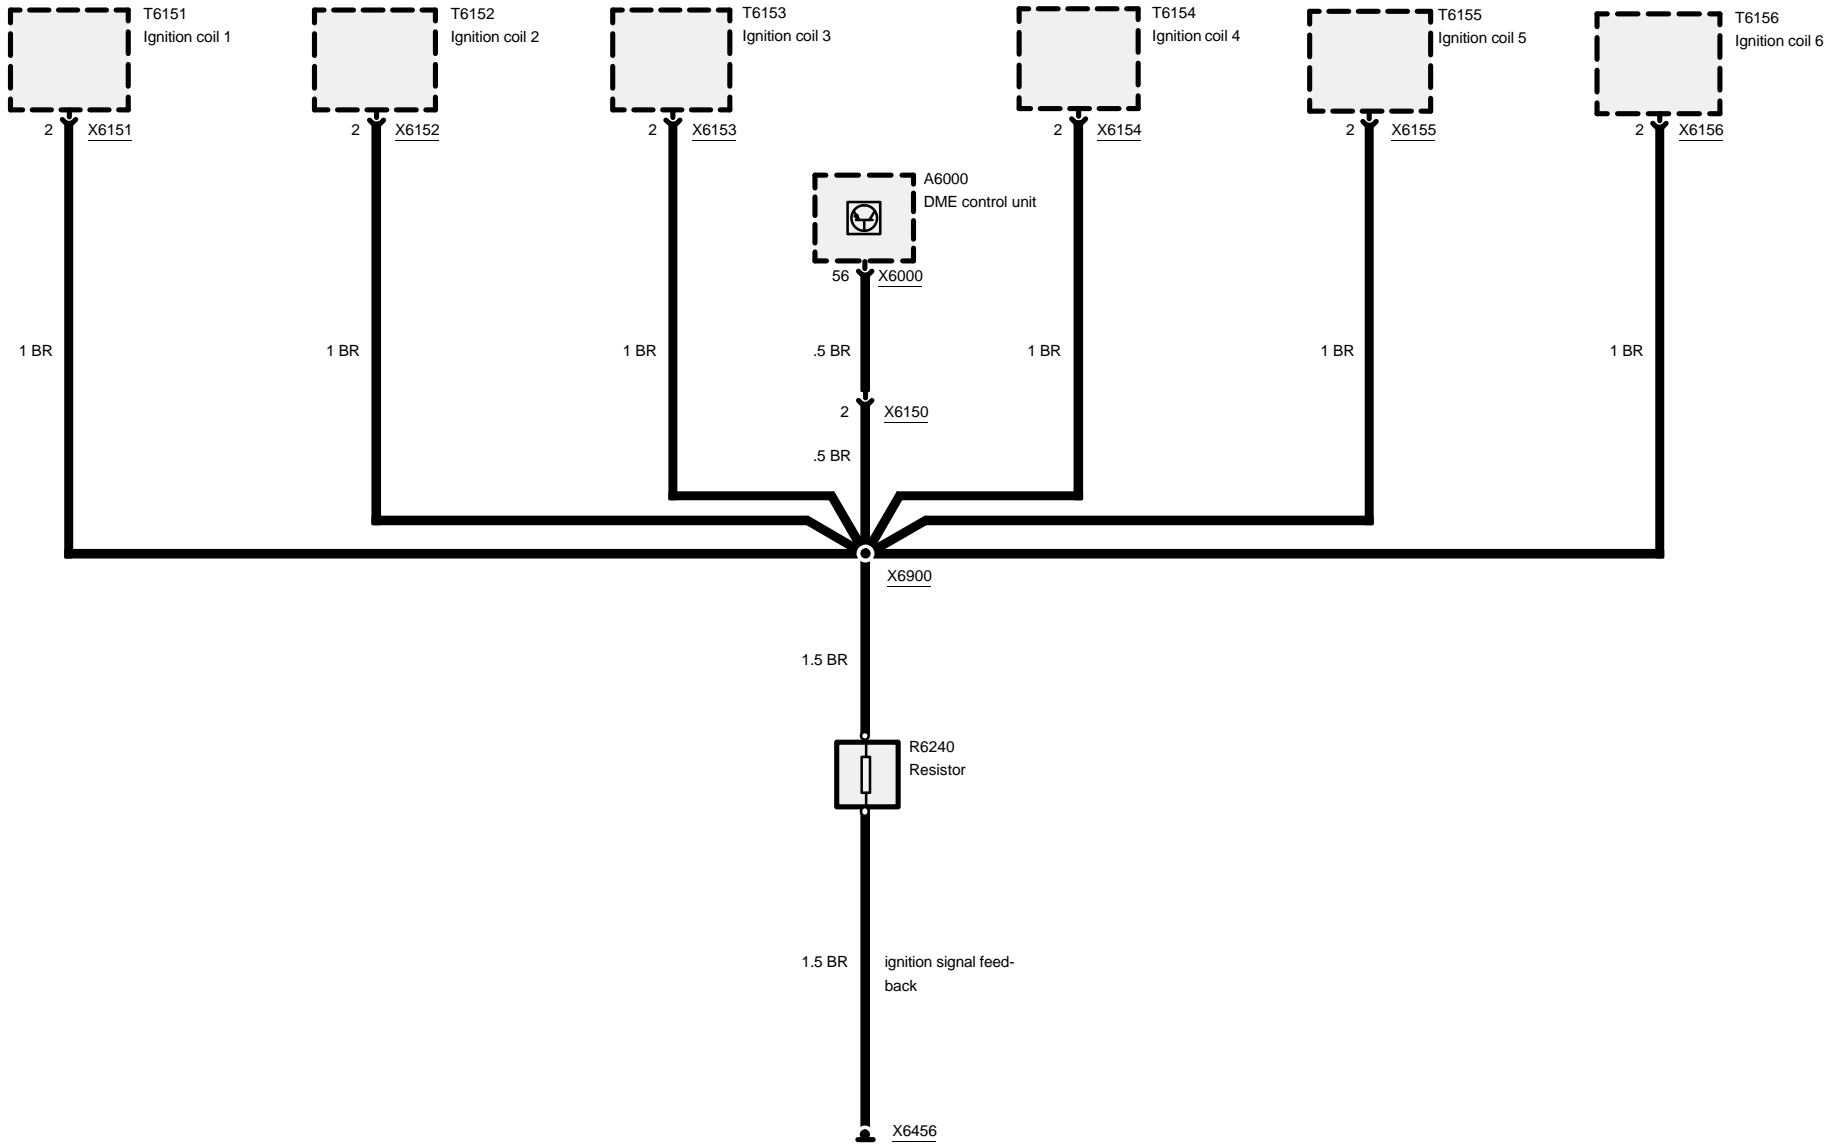 T6151
Ignition coil 1
T6152
Ignition coil 2
T6153
Ignition coil 3
T6154
Ignition coil 4
T6155
Ignition coil 5
T6156
Ignition coil 6
2 X6151
2 X6152
2 X6153
2 X6154
2 X6155
2 X6156
A6000
DME control unit
56 X6000
1 BR
1 BR
1 BR
.5 BR
1 BR
1 BR
1 BR
2 X6150
.5 BR
X6900
1.5 BR
R6240
Resistor
1.5 BR
ignition signal feed-
back
X6456